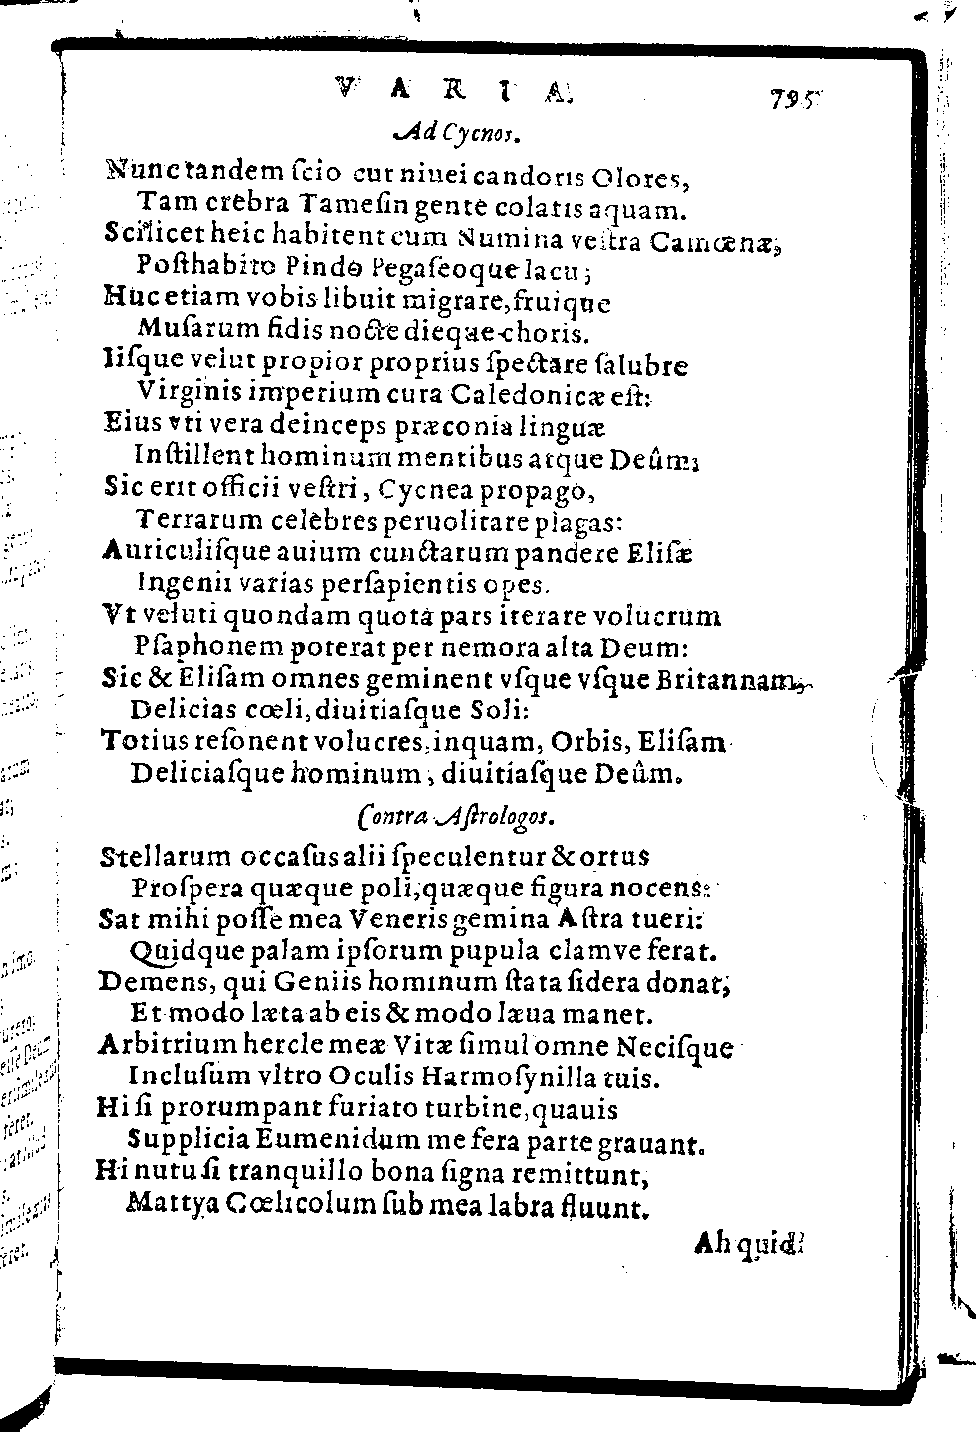 VARIA. 795
Ad Cycnos.
Nunc tandem ſcio cur niuei candoris Olores,
Tam crebra Tameſin gente colatis aquam.
Scilicet heic habitent cum Numina veſtra Camœnæ,
Poſthabito Pindo Pegaſeoque lacu;
Huc etiam vobis libuit migrare, fruique
Muſarum fidis nocte dieque choris.
Iiſque velut propior proprius ſpectare ſalubre
Virginis imperium cura Caledonicæ eſt:
Eius vti vera deinceps præconia linguæ
Inſtillent hominum mentibus atque Deûm;
Sic erit officii veſtri, Cycnea propago,
Terrarum celebres peruolitare plagas:
Auriculiſque auium cunctarum pandere Eliſæ
Ingenii varias perſapientis opes.
Vt veluti quondam quota pars iterare volucrum
Pſaphonem poterat per nemora alta Deum:
Sic & Eliſam omnes geminent vſque vſque Britannam,
Delicias cœli, diuitiaſque Soli:
Totius reſonent volucres, inquam, Orbis, Eliſam
Deliciaſque hominum, diuitiaſque Deûm.
Contra Aſtrologos.
Stellarum occaſus alii ſpeculentur & ortus
Proſpera quæque poli, quæque figura nocens:
Sat mihi poſſe mea Veneris gemina Aſtra tueri:
Quidque palam ipſorum pupula clamve ferat.
Demens, qui Geniis hominum ſtata ſidera donat;
Et modo læta ab eis & modo læua manet.
Arbitrium hercle meæ Vitæ ſimul omne Neciſque
Incluſum vltro Oculis Harmoſynilla tuis.
Hi ſi prorumpant furiato turbine, quauis
Supplicia Eumenidum me fera parte grauant.
Hi nutu ſi tranquillo bona ſigna remittunt,
Mattya Cœlicolum ſub mea labra fluunt.
Ah quid!